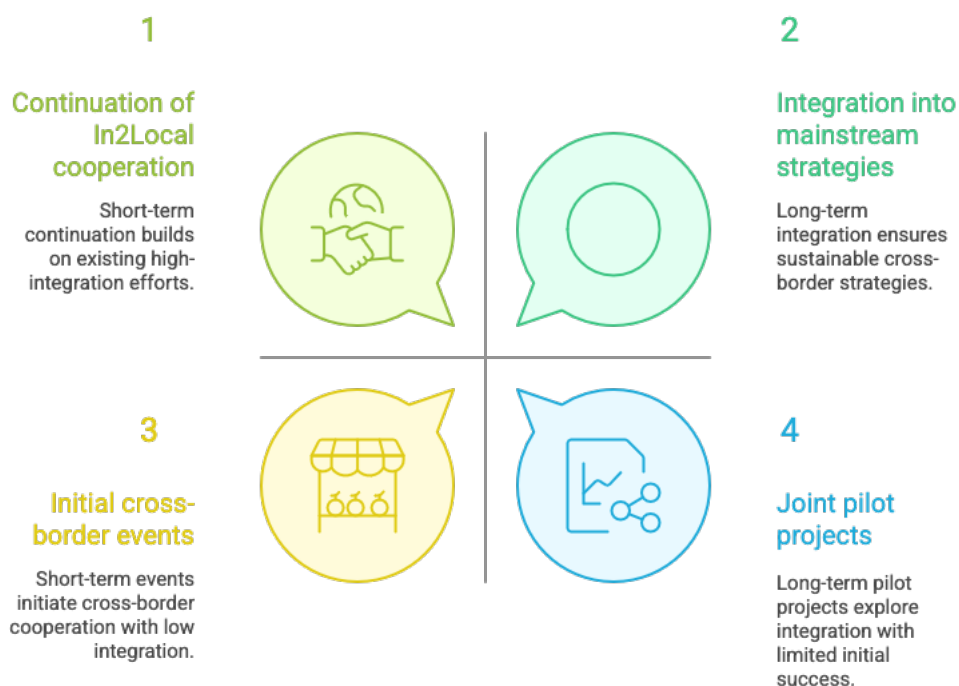 1
Continuation of
In2Local
cooperation
Short-term
continuation builds
on existing high-
integration efforts.
2
Integration into
mainstream
strategies
Long-term
integration ensures
sustainable cross-
border strategies.
3
Initial cross-
border events
Short-term events
initiate cross-border
cooperation with low
integration.
4
Joint pilot
projects
Long-term pilot
projects explore
integration with
limited initial
success.